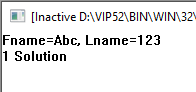 [Inactive D:\VIP52\BIN\WIN\32\
Fname=Abc, Lname=123
1 Solution